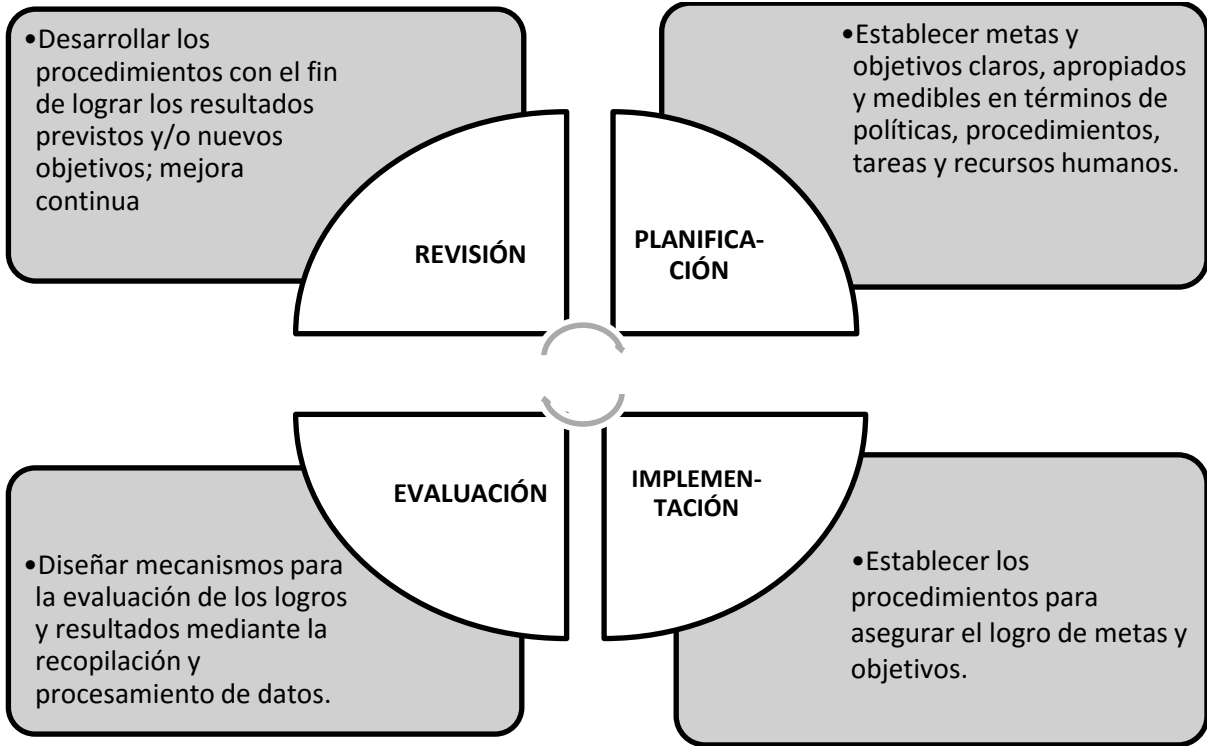 •Desarrollar los
procedimientos con el fin
de lograr los resultados
previstos y/o nuevos
objetivos; mejora
continua
•Establecer metas y
objetivos claros, apropiados
y medibles en términos de
políticas, procedimientos,
tareas y recursos humanos.
REVISIÓN
PLANIFICA-
CIÓN
EVALUACIÓN
IMPLEMEN-
TACIÓN
•Diseñar mecanismos para
la evaluación de los logros
y resultados mediante la
recopilación y
procesamiento de datos.
•Establecer los
procedimientos para
asegurar el logro de metas y
objetivos.